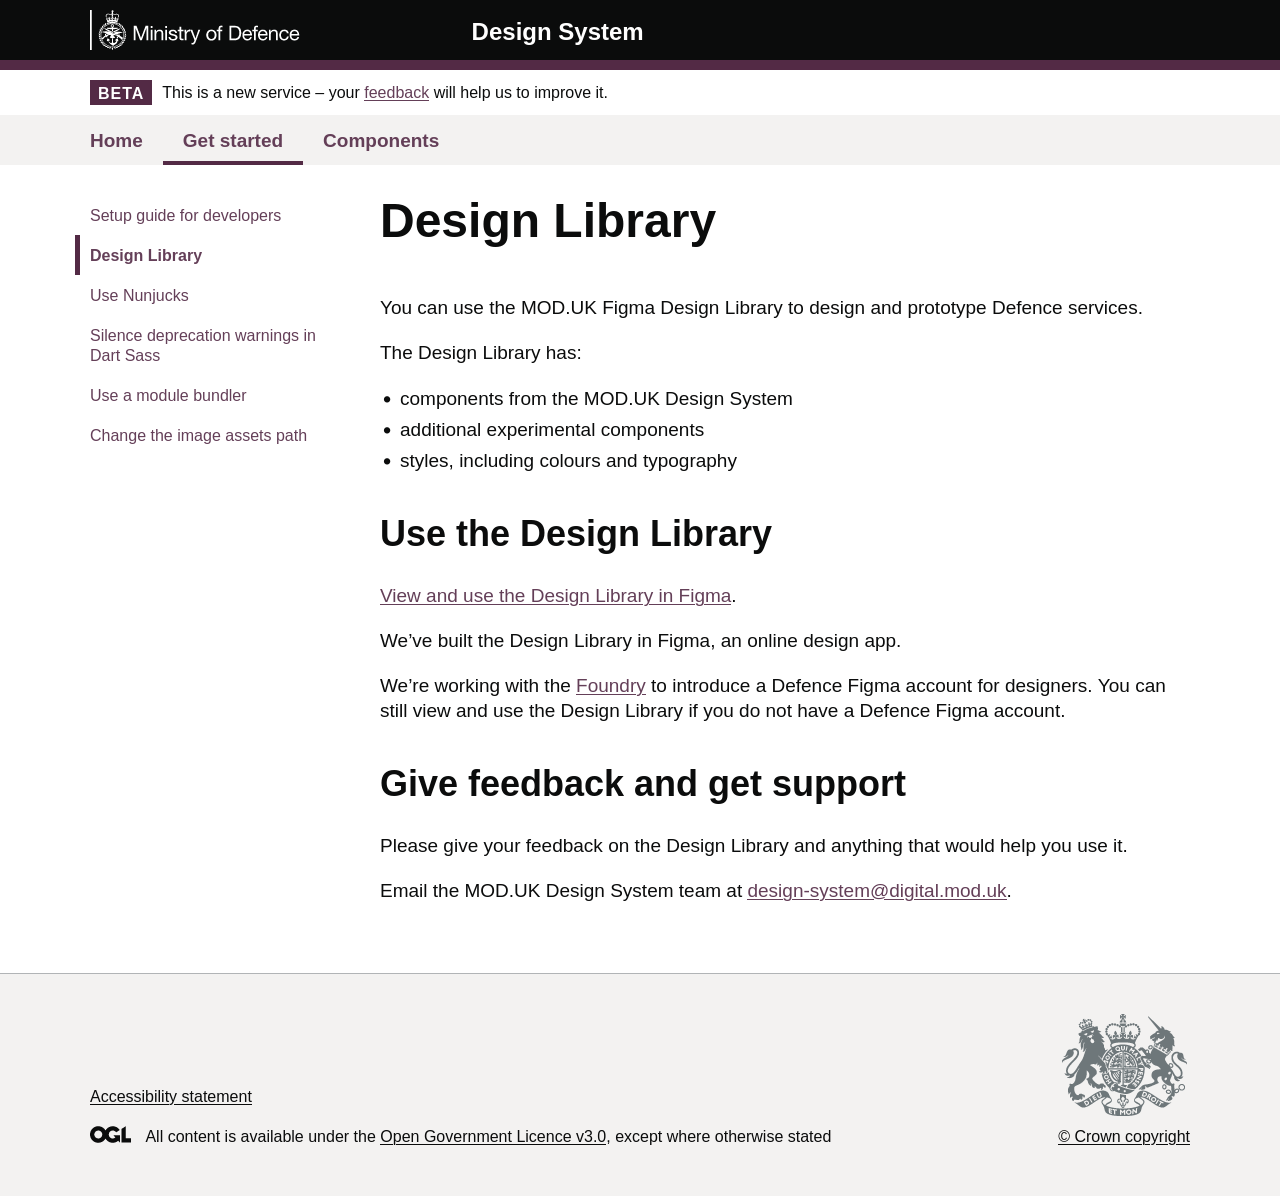 Ministry of Defence
Design System
BETA This is a new service – your feedback will help us to improve it.
Home Get started Components
Setup guide for developers
Design Library
Use Nunjucks
Silence deprecation warnings in
Dart Sass
Use a module bundler
Change the image assets path
Design Library
You can use the MOD.UK Figma Design Library to design and prototype Defence services.
The Design Library has:
• components from the MOD.UK Design System
• additional experimental components
• styles, including colours and typography
Use the Design Library
View and use the Design Library in Figma.
We’ve built the Design Library in Figma, an online design app.
We’re working with the Foundry to introduce a Defence Figma account for designers. You can
still view and use the Design Library if you do not have a Defence Figma account.
Give feedback and get support
Please give your feedback on the Design Library and anything that would help you use it.
Email the MOD.UK Design System team at design-system@digital.mod.uk.
Accessibility statement
OGL All content is available under the Open Government Licence v3.0, except where otherwise stated
DIEU ET MON DROIT
© Crown copyright